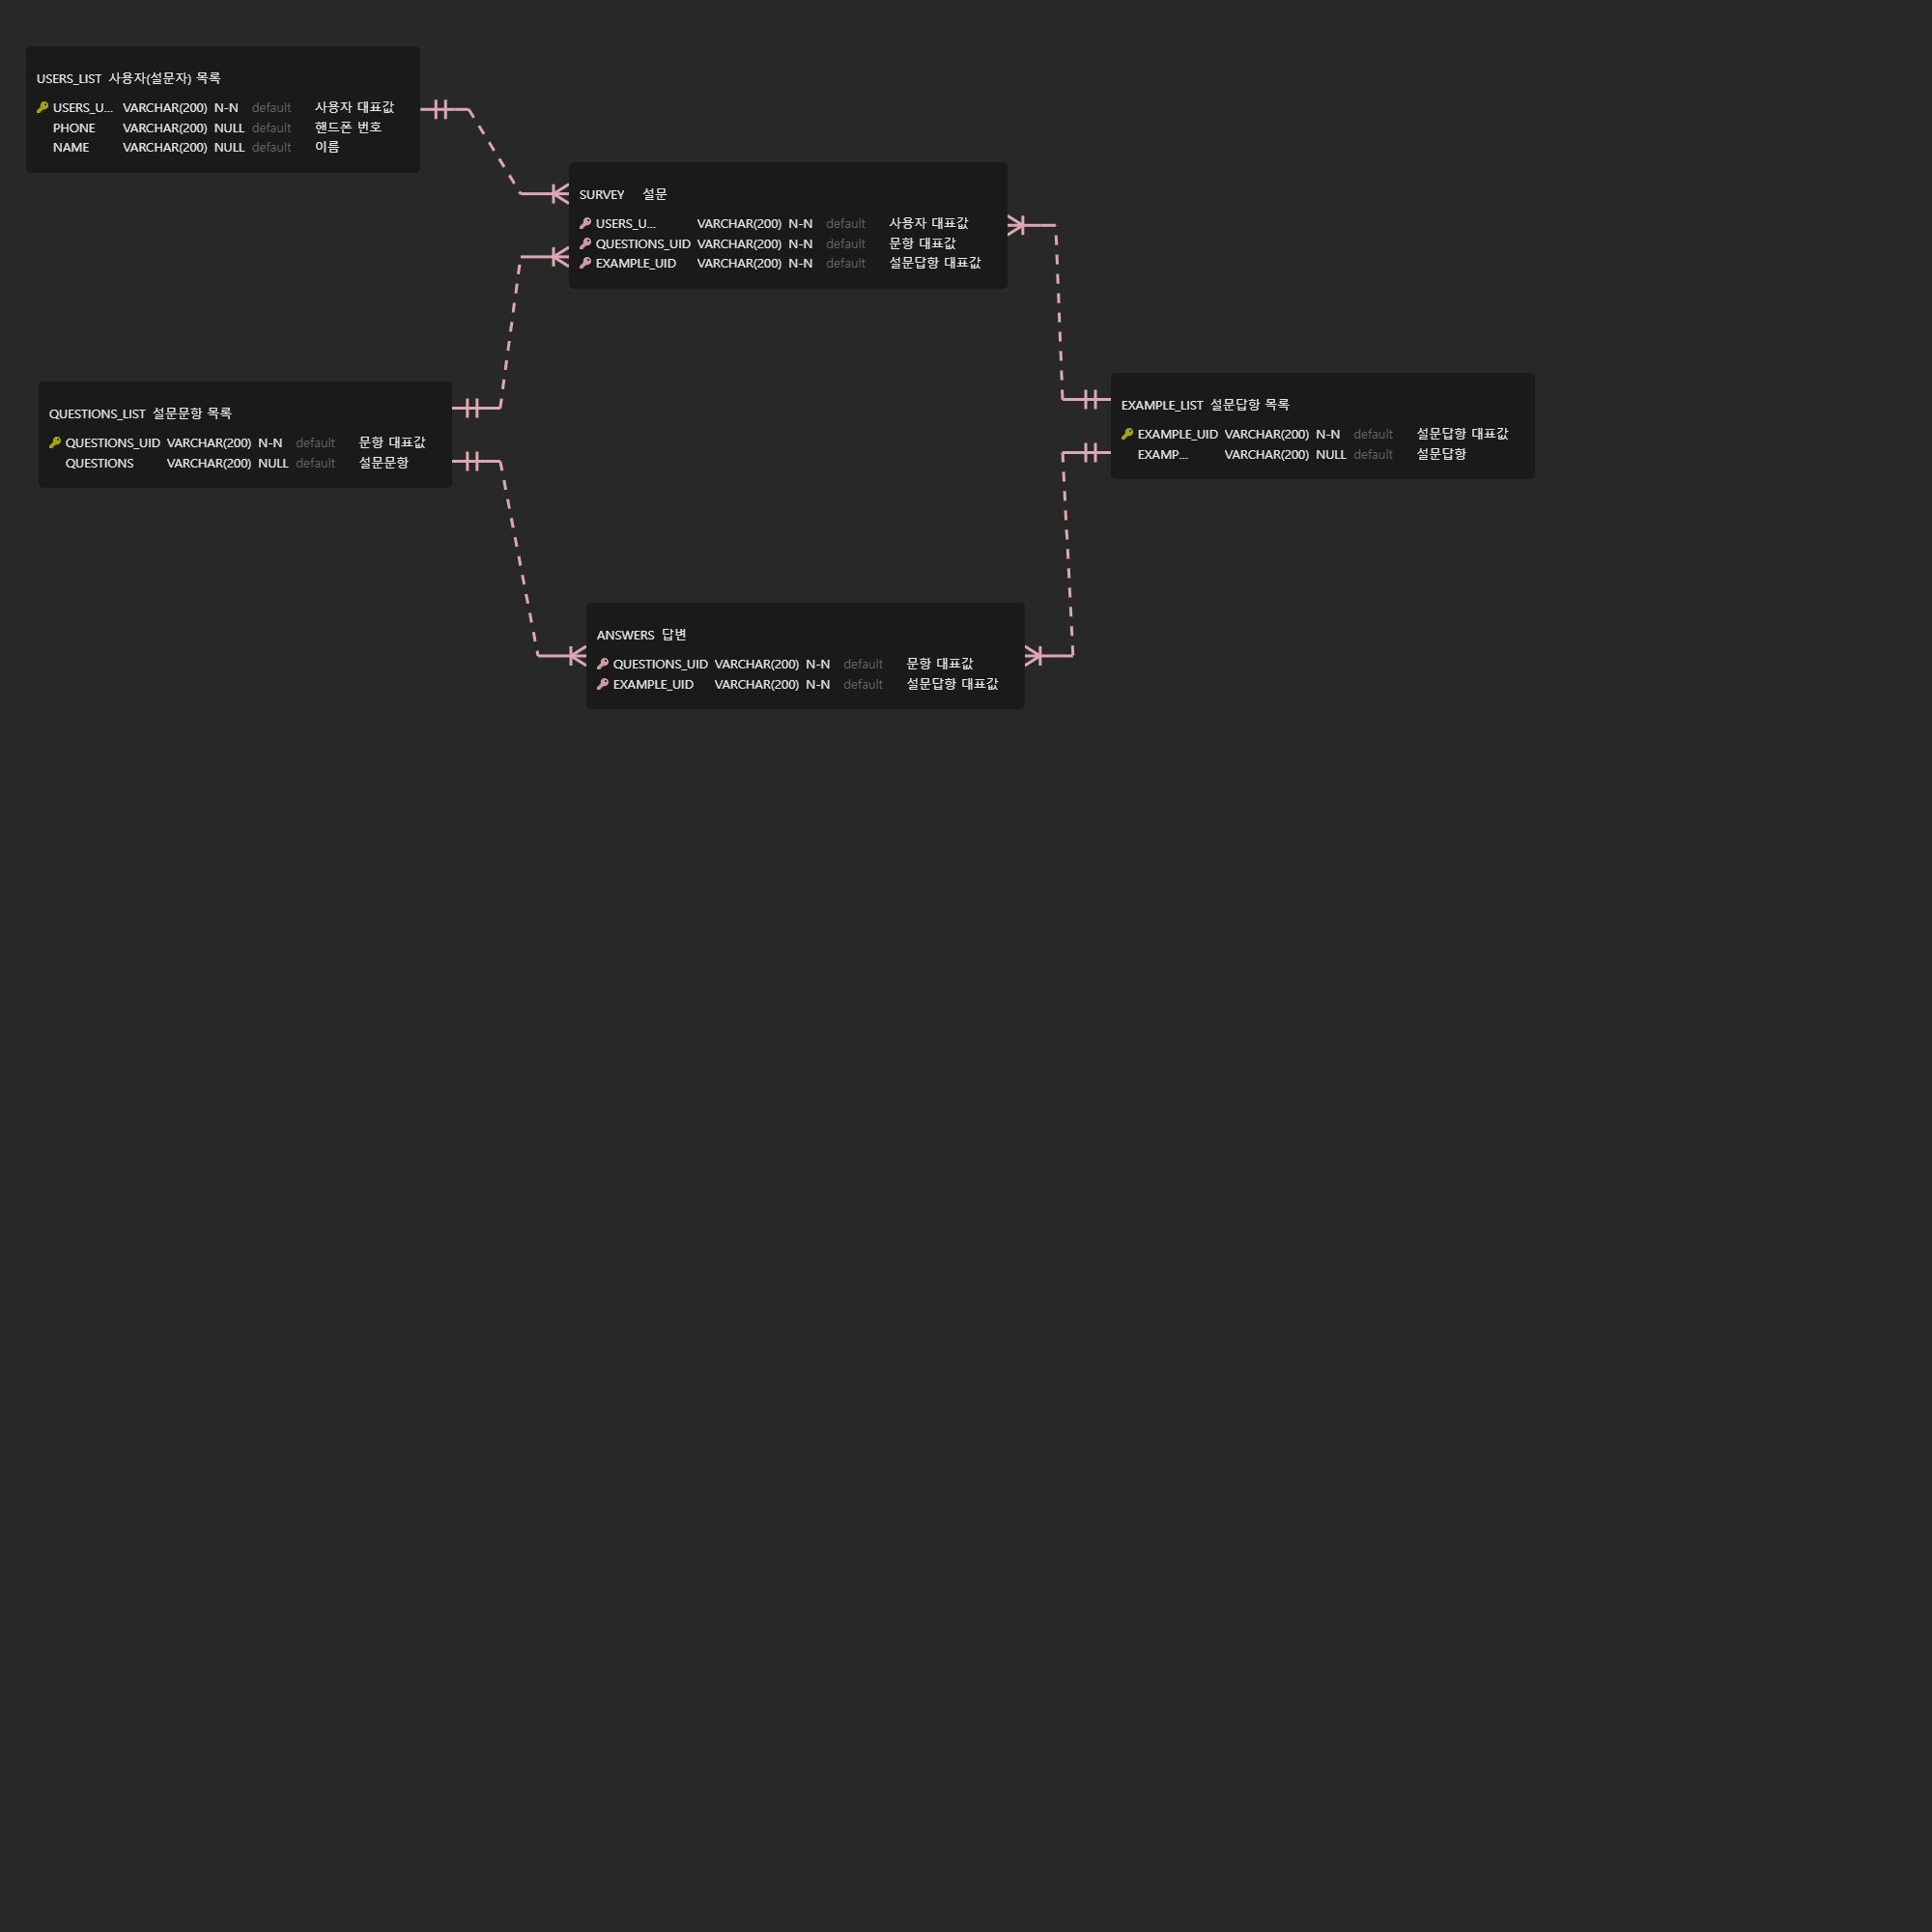 USERS_LIST 사용자(설문자) 목록
USERS_U... VARCHAR(200) N-N default 사용자 대표값
PHONE VARCHAR(200) NULL default 핸드폰 번호
NAME VARCHAR(200) NULL default 이름
SURVEY 설문
USERS_U... VARCHAR(200) N-N default 사용자 대표값
QUESTIONS_UID VARCHAR(200) N-N default 문항 대표값
EXAMPLE_UID VARCHAR(200) N-N default 설문답항 대표값
QUESTIONS_LIST 설문문항 목록
QUESTIONS_UID VARCHAR(200) N-N default 문항 대표값
QUESTIONS VARCHAR(200) NULL default 설문문항
EXAMPLE_LIST 설문답항 목록
EXAMPLE_UID VARCHAR(200) N-N default 설문답항 대표값
EXAMP... VARCHAR(200) NULL default 설문답항
ANSWERS 답변
QUESTIONS_UID VARCHAR(200) N-N default 문항 대표값
EXAMPLE_UID VARCHAR(200) N-N default 설문답항 대표값